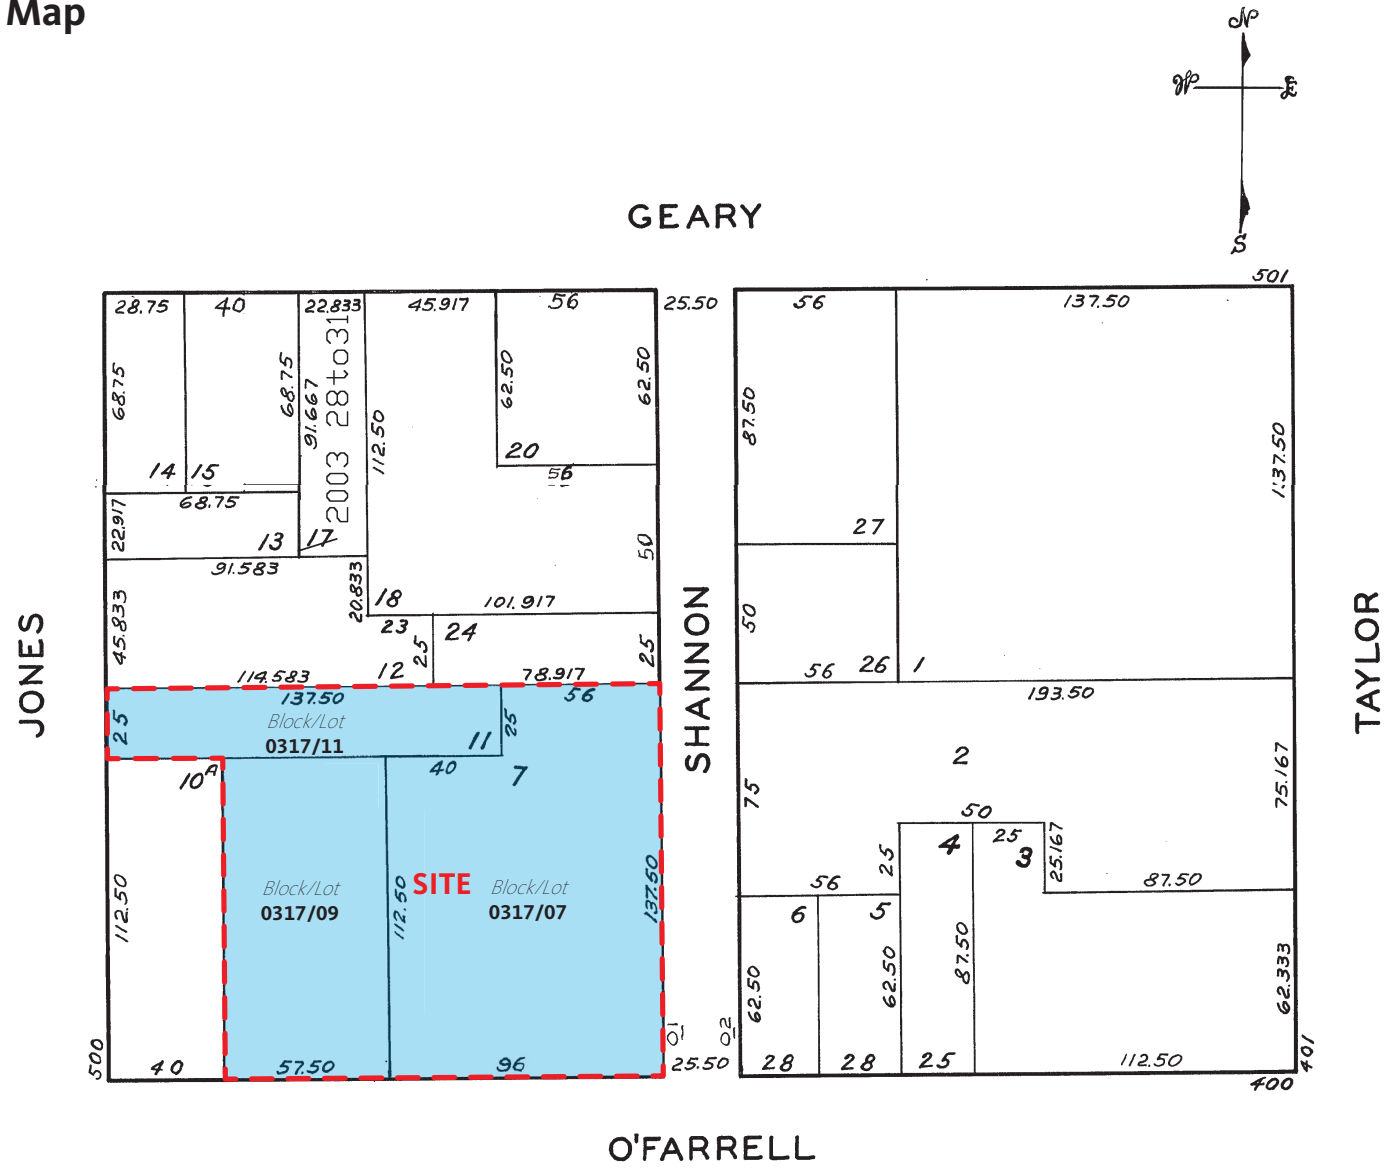 Map
N
W E
S
GEARY
501
28.75 40 22.833 45.917 56 25.50 56 137.50
68.75 68.75 91.667 2003 28to31 112.50 62.50 62.50 87.50 137.50
14 15 20
56
68.75
22.917 13 17 27
91.583 20.833 50
45.833 18 101.917 50
23 24 25 25
114.583 12 78.917 56 26 1
JONES SHANNON TAYLOR
137.50 56 193.50
25 Block/Lot 25
0317/11 11
10A 40 7 2
75 75.167
50
4 25 3 25.167
25
56 87.50
SITE
Block/Lot Block/Lot
0317/09 0317/07
112.50 112.50 137.50
6 5
62.50 62.50 87.50 62.333
01 02
500 40 57.50 96 25.50 28 28 25 112.50 401
400
O'FARRELL